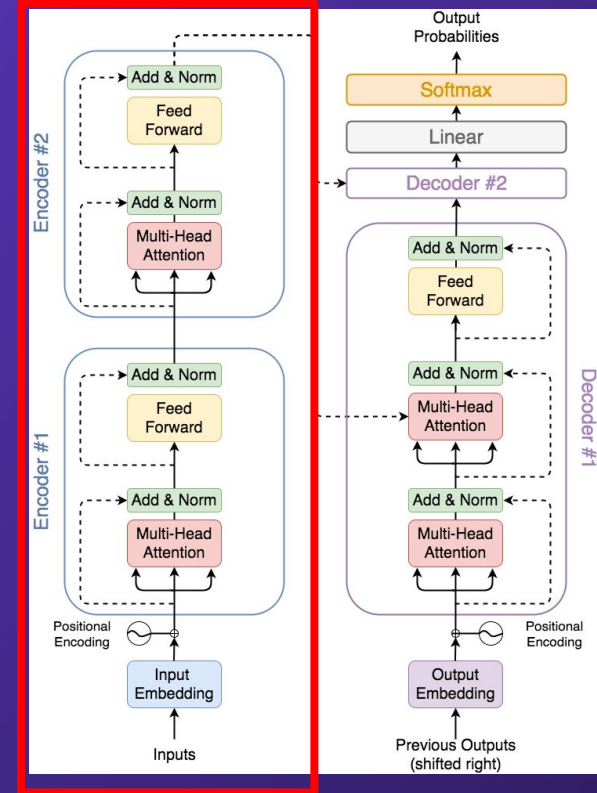 Add & Norm
Feed
Forward
Add & Norm
Multi-Head
Attention
Encoder #2
Add & Norm
Feed
Forward
Add & Norm
Multi-Head
Attention
Encoder #1
Positional
Encoding
Input
Embedding
Inputs
Output
Probabilities
Softmax
Linear
Decoder #2
Add & Norm
Feed
Forward
Add & Norm
Multi-Head
Attention
Add & Norm
Multi-Head
Attention
Decoder #1
Positional
Encoding
Output
Embedding
Previous Outputs
(shifted right)